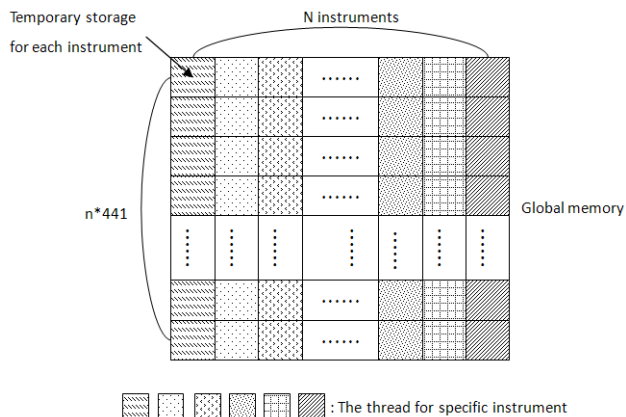 Temporary storage
for each instrument
N instruments
n*441
Global memory
: The thread for specific instrument